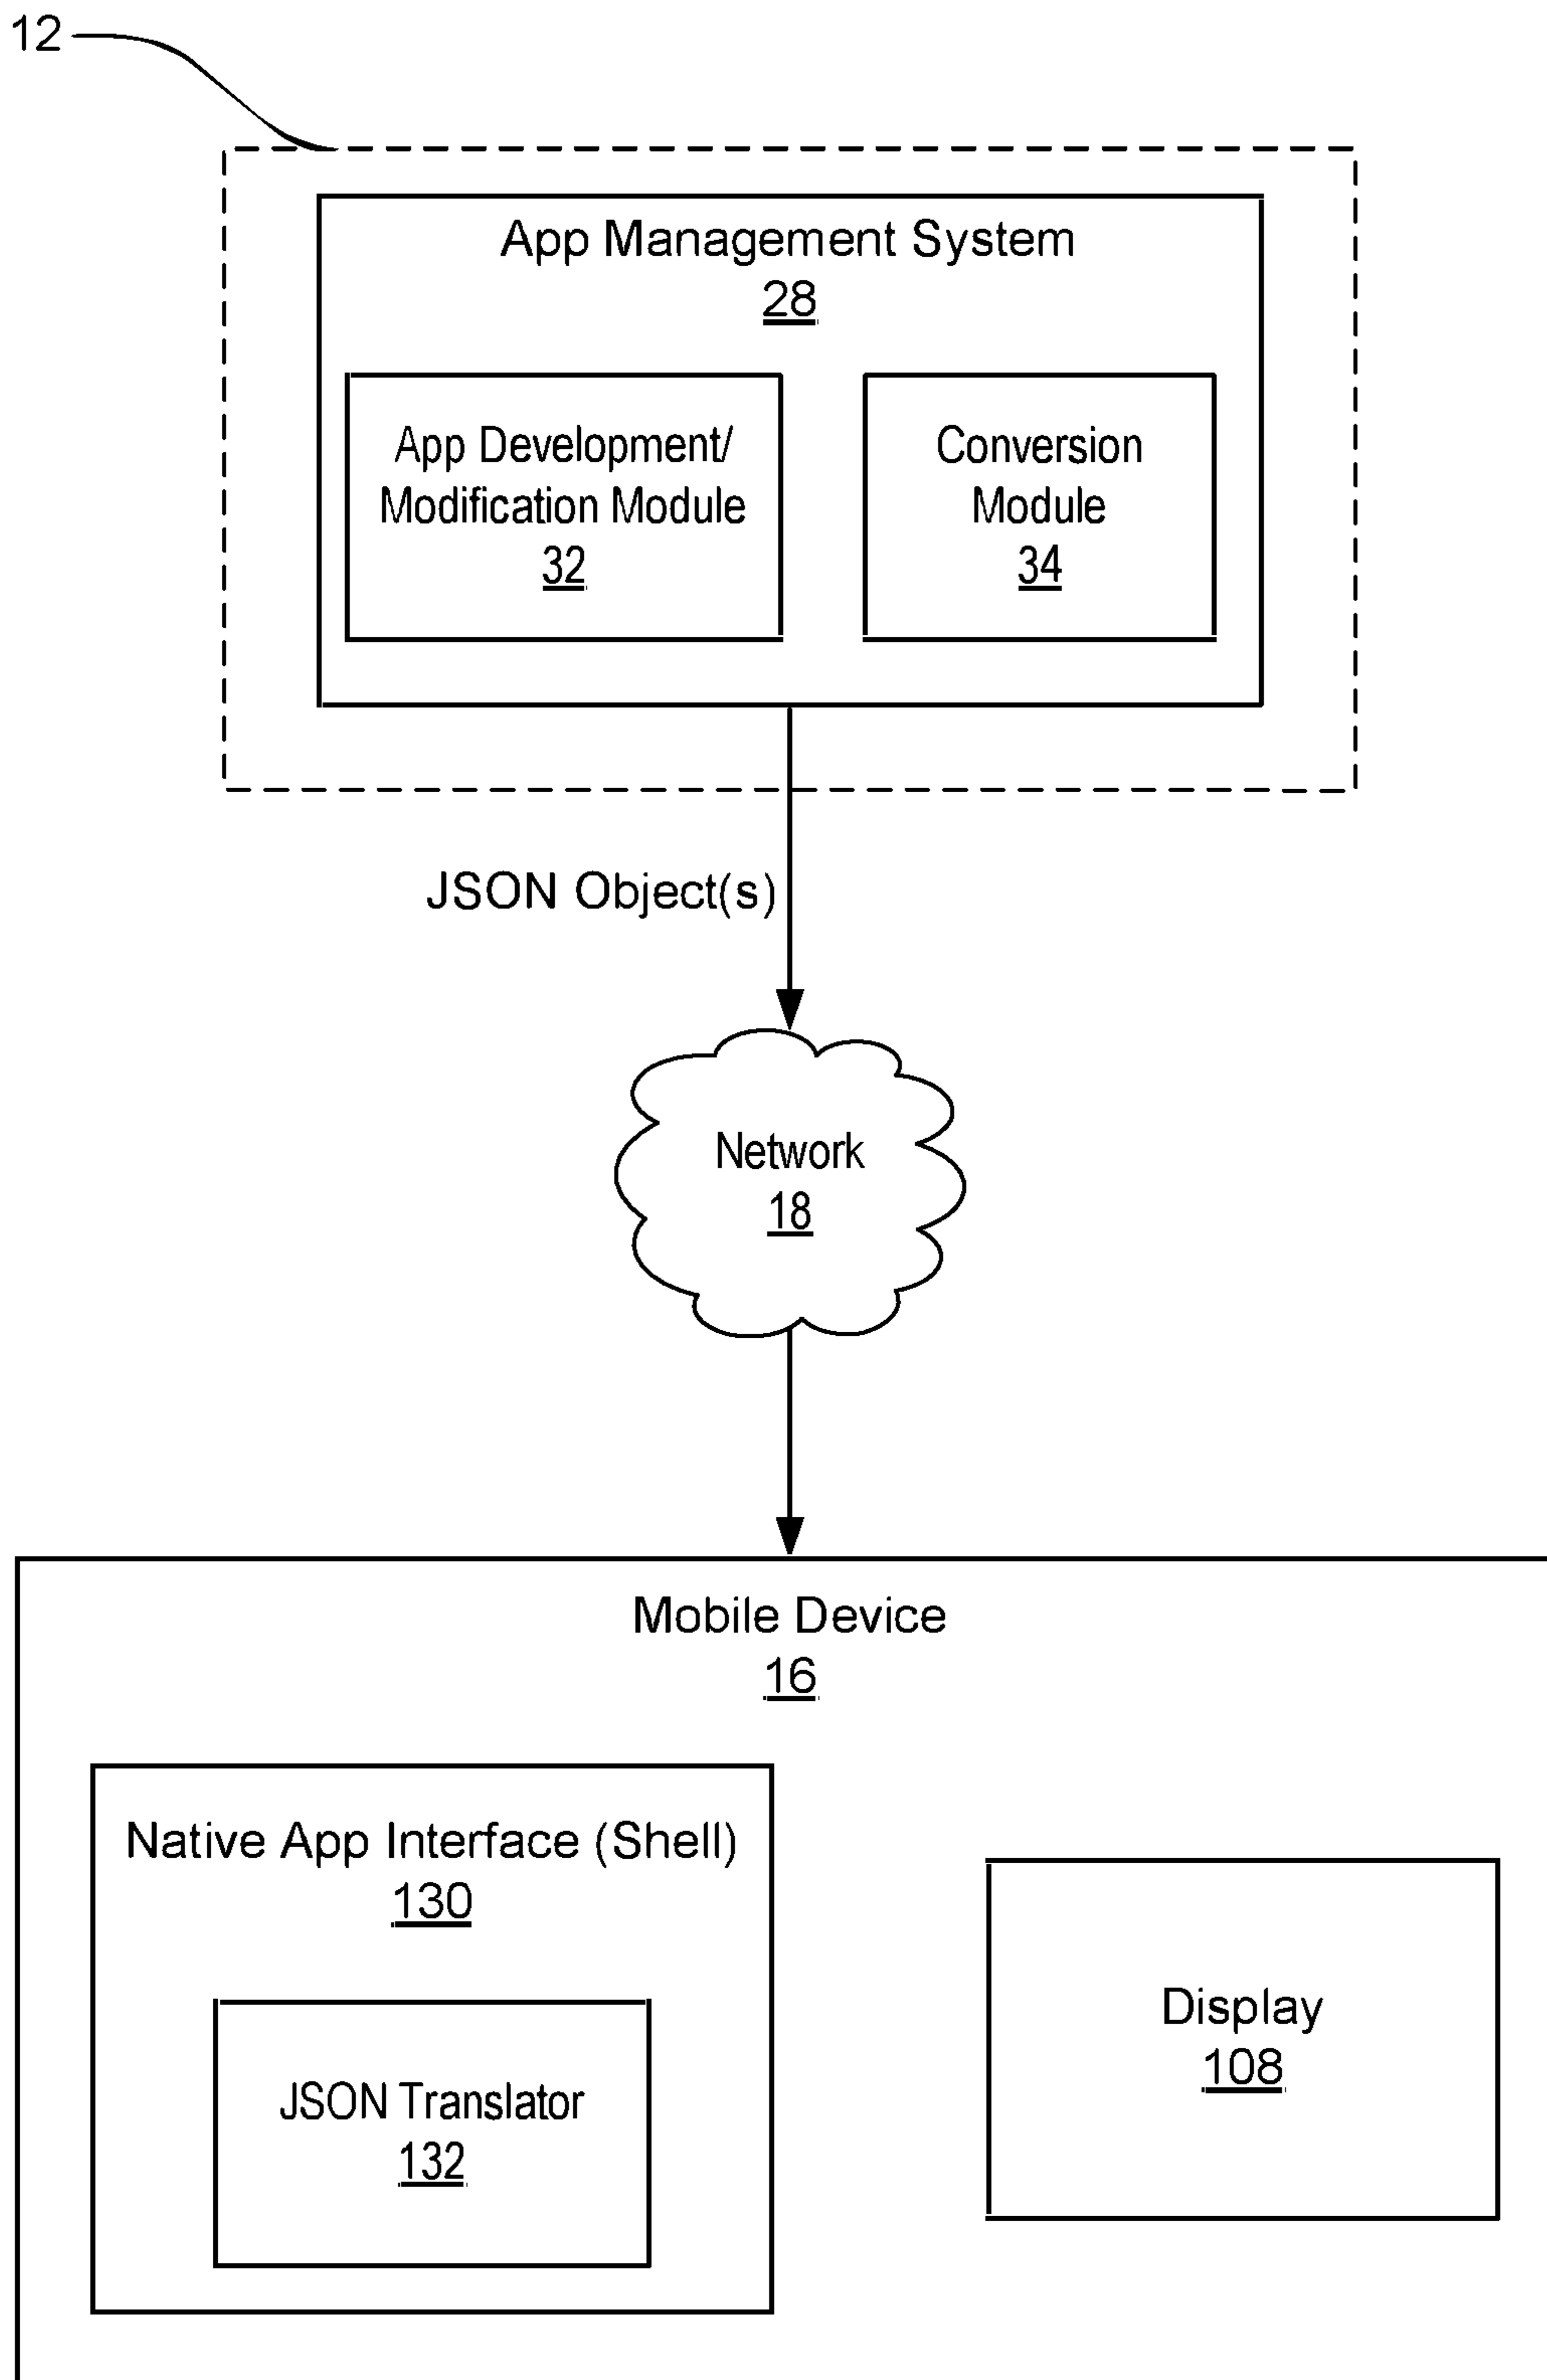 12
App Management System
28
App Development/
Modification Module
32
Conversion
Module
34
JSON Object(s)
Network
18
Mobile Device
16
Native App Interface (Shell)
130
JSON Translator
132
Display
108